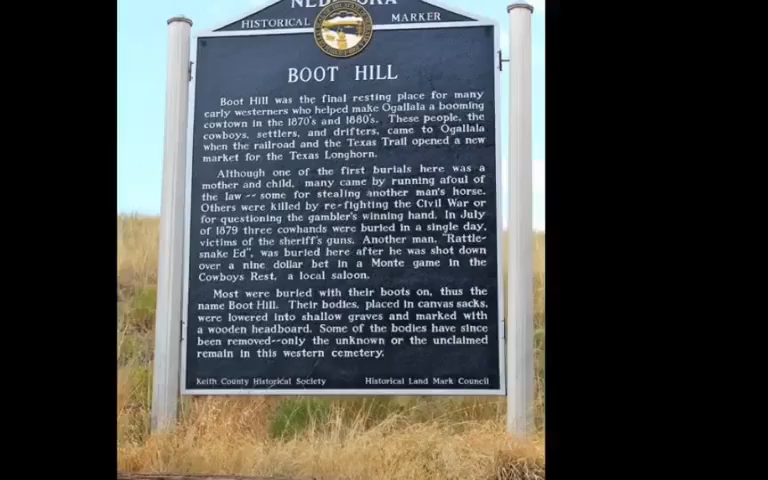 HISTORICAL MARKER
BOOT HILL
Boot Hill was the final resting place for many
early westerners who helped make Ogallala a booming
cowtown in the 1870's and 1880's. These people, the
cowboys, settlers, and drifters, came to Ogallala
when the railroad and the Texas Trail opened a new
market for the Texas Longhorn.
Although one of the first burials here was a
mother and child, many came by running afoul of
the law -- some for stealing another man's horse.
Others were killed by re-fighting the Civil War or
for questioning the gambler's winning hand. In July
of 1879 three cowhands were buried in a single day,
victims of the sheriff's guns. Another man, "Rattle-
snake Ed", was buried here after he was shot down
over a nine dollar bet in a Monte game in the
Cowboys Rest, a local saloon.
Most were buried with their boots on, thus the
name Boot Hill. Their bodies, placed in canvas sacks,
were lowered into shallow graves and marked with
a wooden headboard. Some of the bodies have since
been removed--only the unknown or the unclaimed
remain in this western cemetery.
Keith County Historical Society Historical Land Mark Council